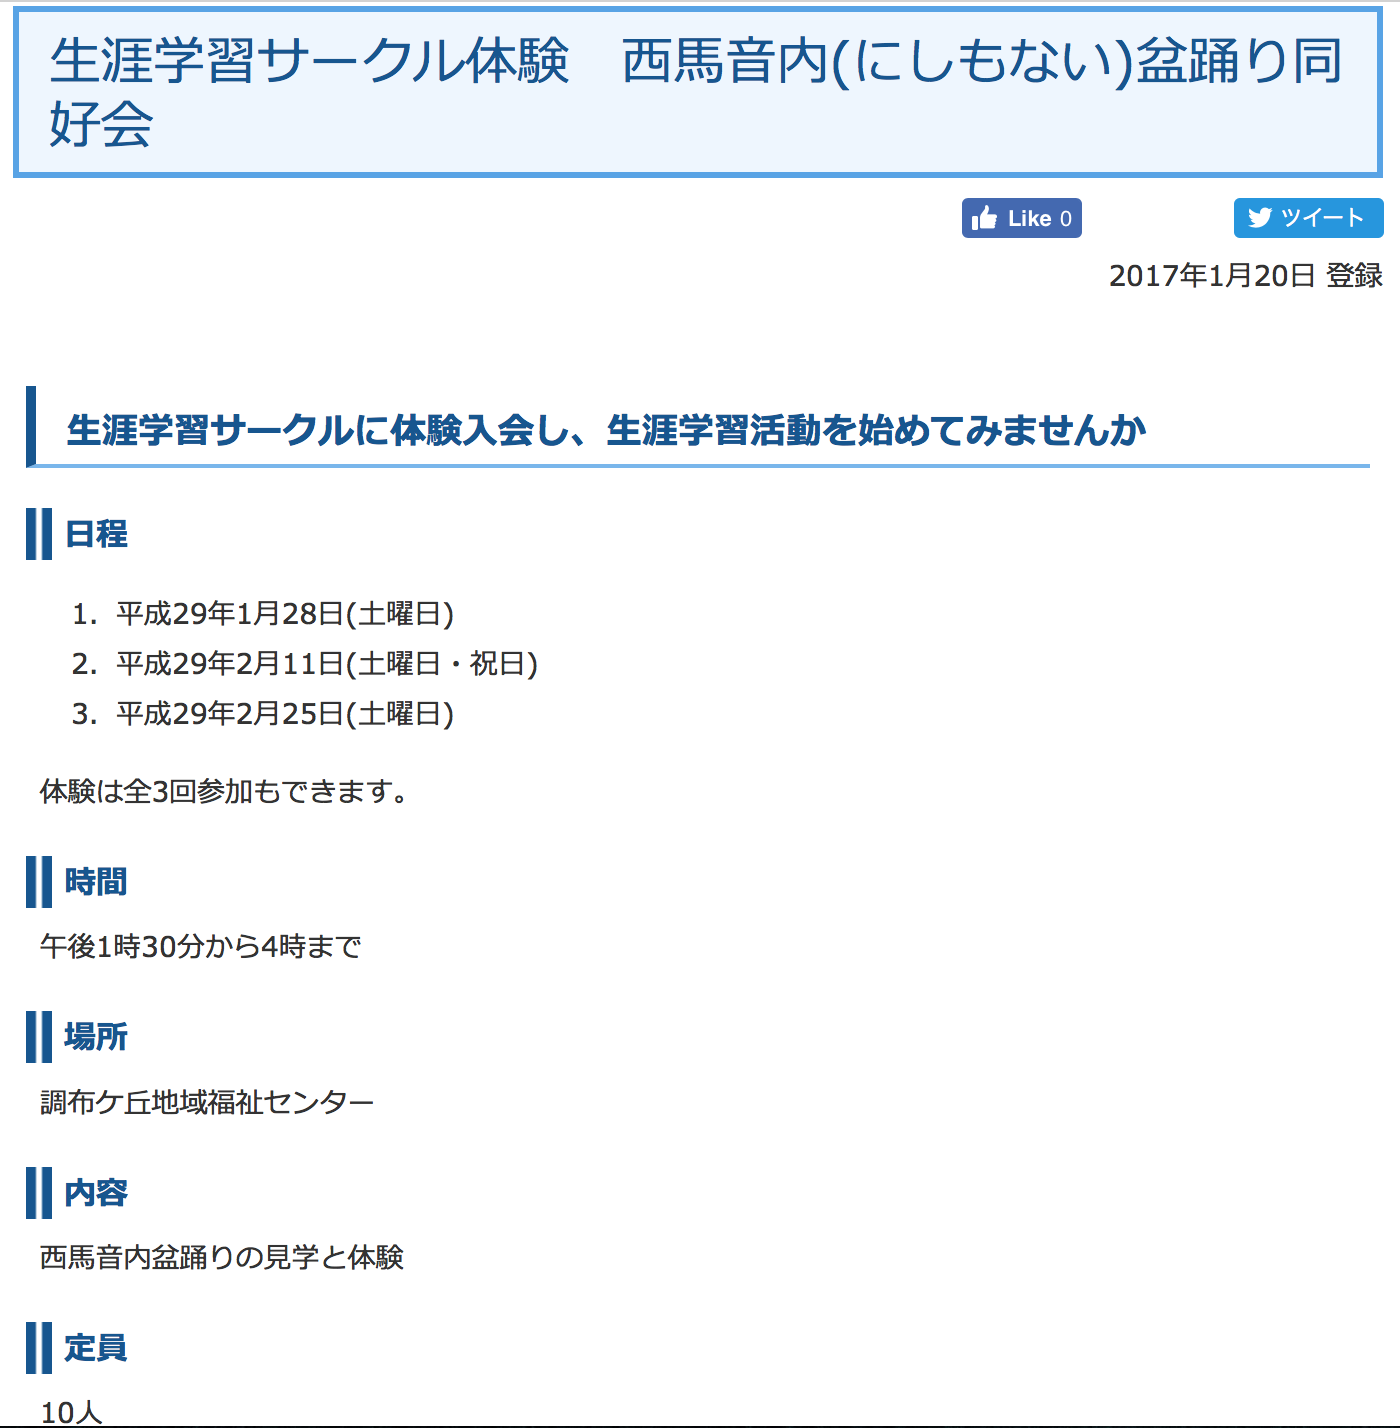 生涯学習サークル体験　西馬音内(にしもない)盆踊り同
好会
Like 0
ツイート
2017年1月20日 登録
生涯学習サークルに体験入会し、生涯学習活動を始めてみませんか
日程
1. 平成29年1月28日(土曜日)
2. 平成29年2月11日(土曜日・祝日)
3. 平成29年2月25日(土曜日)
体験は全3回参加もできます。
時間
午後1時30分から4時まで
場所
調布ケ丘地域福祉センター
内容
西馬音内盆踊りの見学と体験
定員
10人